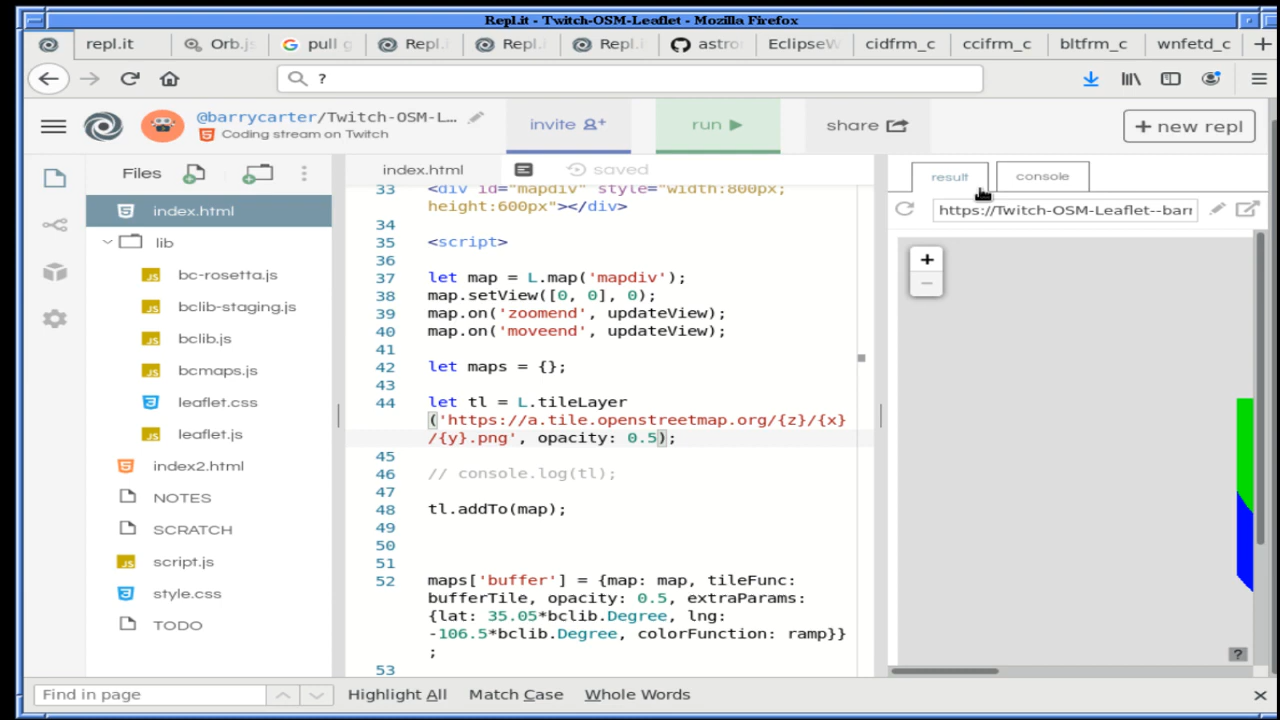 Repl.it - Twitch-OSM-Leaflet - Mozilla Firefox
repl.it
Orb.js
pull g
Repl.i
Repl.i
Repl.i
astro
EclipseW
cidfrm_c
ccifrm_c
bltfrm_c
wnfetd_c
?
@barrycarter/Twitch-OSM-L...
Coding stream on Twitch
invite
run
share
+ new repl
Files
index.html
saved
result
console
https://Twitch-OSM-Leaflet--barr
index.html
lib
bc-rosetta.js
bclib-staging.js
bclib.js
bcmaps.js
leaflet.css
leaflet.js
index2.html
NOTES
SCRATCH
script.js
style.css
TODO
33 <div id="mapdiv" style="width:800px;
height:600px"></div>
34
35 <script>
36
37 let map = L.map('mapdiv');
38 map.setView([0, 0], 0);
39 map.on('zoomend', updateView);
40 map.on('moveend', updateView);
41
42 let maps = {};
43
44 let tl = L.tileLayer
('https://a.tile.openstreetmap.org/{z}/{x}
/{y}.png', opacity: 0.5);
45
46 // console.log(tl);
47
48 tl.addTo(map);
49
50
51
52 maps['buffer'] = {map: map, tileFunc:
bufferTile, opacity: 0.5, extraParams:
{lat: 35.05*bclib.Degree, lng:
-106.5*bclib.Degree, colorFunction: ramp}}
;
53
+
−
?
Find in page
Highlight All
Match Case
Whole Words